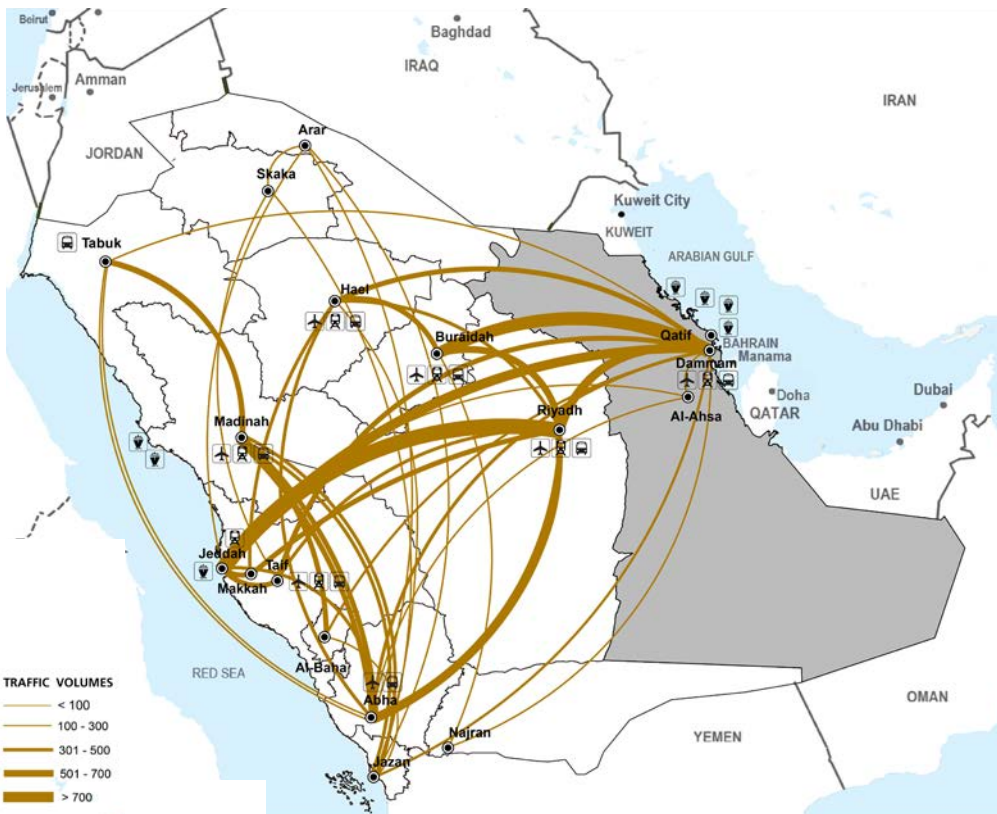 Beirut
Baghdad
IRAQ
Amman
Jerusalem
IRAN
Arar
JORDAN
Skaka
Kuweit City
KUWEIT
Tabuk
ARABIAN GULF
Hael
Buraidah
Qatif
BAHRAIN
Manama
Dammam
Doha
Dubai
Riyadh
Al-Ahsa
QATAR
Madinah
Abu Dhabi
UAE
Jeddah
Taif
Makkah
Al-Baha
RED SEA
TRAFFIC VOLUMES
< 100
100 - 300
301 - 500
501 - 700
> 700
Abha
OMAN
Najran
YEMEN
Jazan